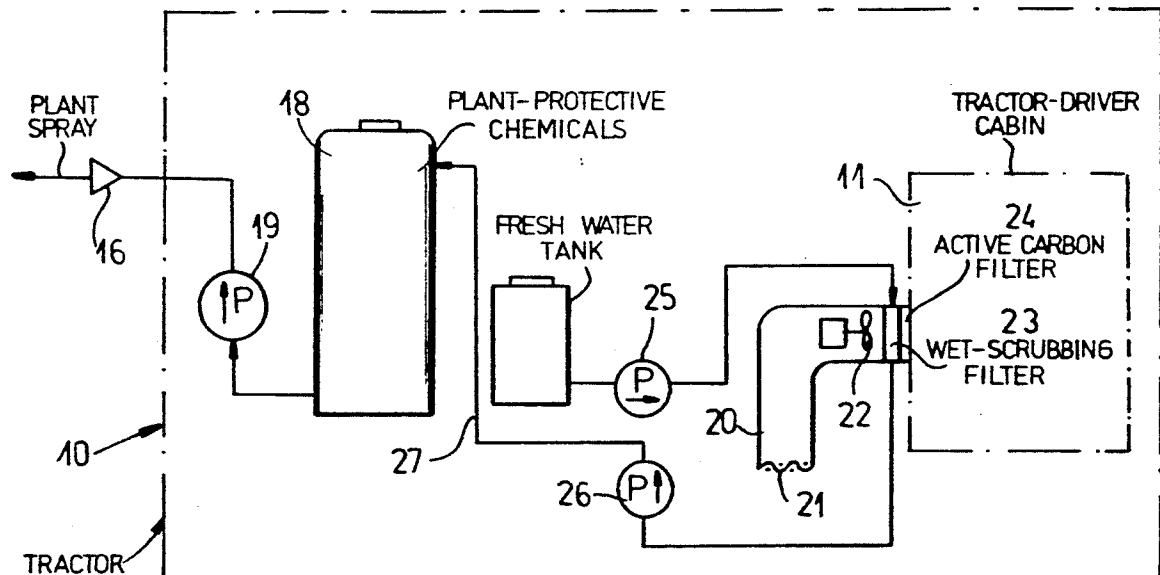 PLANT
SPRAY
16
19
P
18
PLANT-PROTECTIVE
CHEMICALS
FRESH WATER
TANK
25
P
TRACTOR-DRIVER
CABIN
11
24
ACTIVE CARBON
FILTER
23
WET-SCRUBBING
FILTER
22
20
21
10
27
26
P
TRACTOR